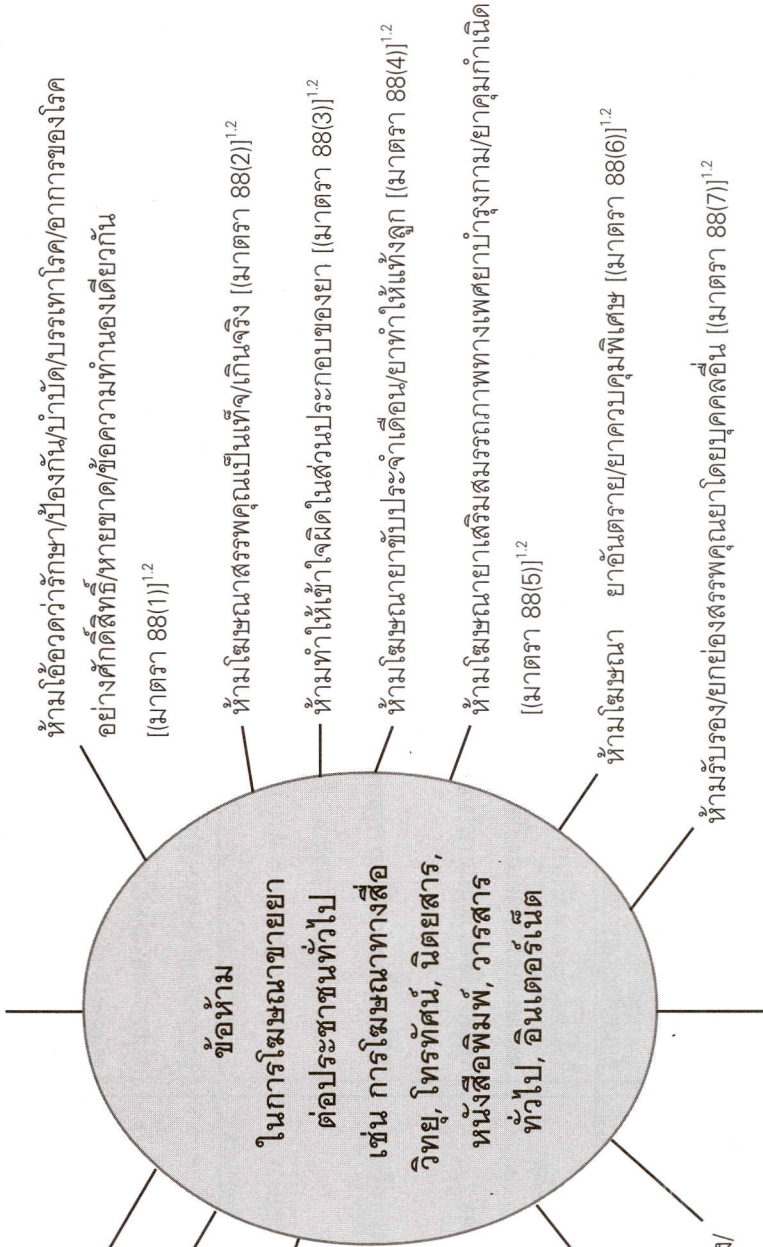 ข้อห้าม
ในการโฆษณาขายยา
ต่อประชาชนทั่วไป
เช่น การโฆษณาทางสื่อ
วิทยุ, โทรทัศน์, นิตยสาร,
หนังสือพิมพ์, วารสาร
ทั่วไป, อินเตอร์เน็ต
ห้ามโอ้อวดว่ารักษา/ป้องกัน/บำบัด/บรรเทาโรค/อาการของโรค
อย่างศักดิ์สิทธิ์/หายขาด/ข้อความทำนองเดียวกัน
[(มาตรา 88(1)]1.2
ห้ามโฆษณาสรรพคุณเป็นเท็จ/เกินจริง [(มาตรา 88(2)]1.2
ห้ามทำให้เข้าใจผิดในส่วนประกอบของยา [(มาตรา 88(3)]1.2
ห้ามโฆษณายาขับประจำเดือน/ยาทำให้แท้งลูก [(มาตรา 88(4)]1.2
ห้ามโฆษณายาเสริมสมรรถภาพทางเพศยาบำรุงกาม/ยาคุมกำเนิด
[(มาตรา 88(5)]1.2
ห้ามโฆษณา ยาอันตราย/ยาควบคุมพิเศษ [(มาตรา 88(6)]1.2
ห้ามรับรอง/ยกย่องสรรพคุณยาโดยบุคคลอื่น [(มาตรา 88(7)]1.2